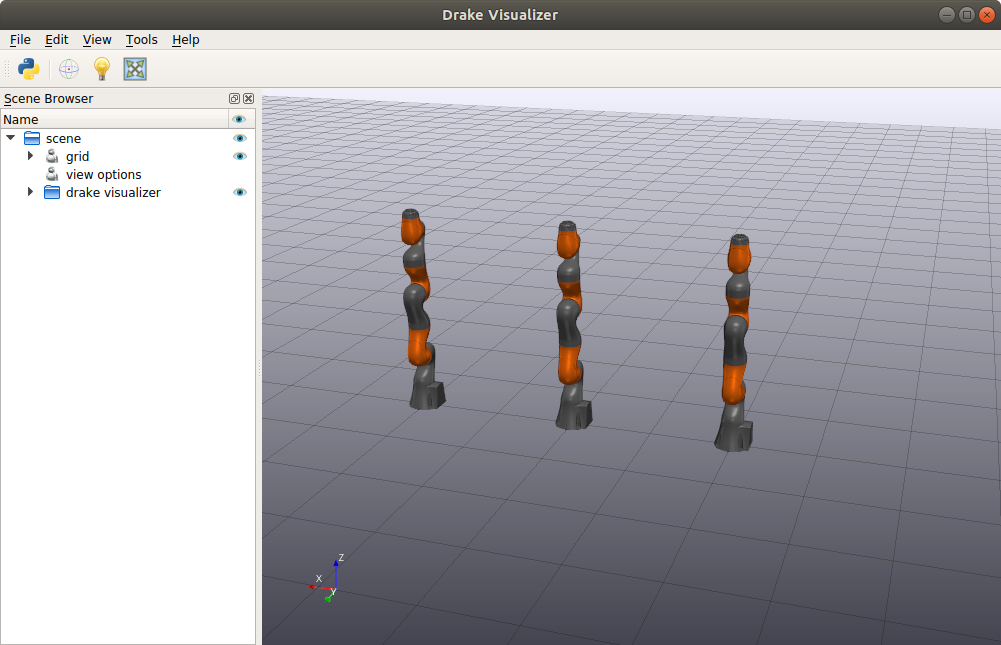 Drake Visualizer
File Edit View Tools Help
Scene Browser
Name
scene
grid
view options
drake visualizer
Z
X
y